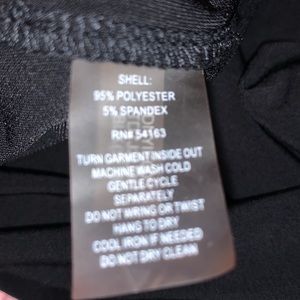 SHELL:
95% POLYESTER
5% SPANDEX
RN# 54163
TURN GARMENT INSIDE OUT
MACHINE WASH COLD
GENTLE CYCLE
SEPARATELY
DO NOT WRING OR TWIST
HANG TO DRY
COOL IRON IF NEEDED
DO NOT DRY CLEAN